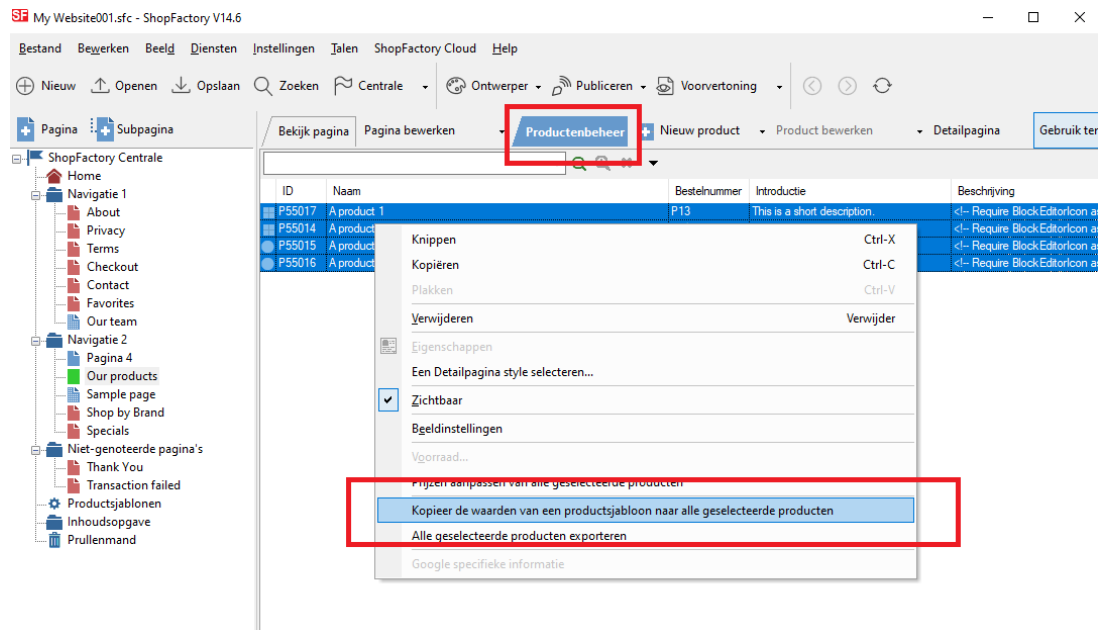 SF My Website001.sfc - ShopFactory V14.6
Bestand Bewerken Beeld Diensten Instellingen Talen ShopFactory Cloud Help
Nieuw Openen Opslaan Zoeken Centrale Ontwerper Publiceren Voorvertoning
Pagina Subpagina Bekijk pagina Pagina bewerken Productenbeheer Nieuw product Product bewerken Detailpagina Gebruik ter
ShopFactory Centrale
Home
Navigatie 1
About
Privacy
Terms
Checkout
Contact
Favorites
Our team
Navigatie 2
Pagina 4
Our products
Sample page
Shop by Brand
Specials
Niet-genoteerde pagina's
Thank You
Transaction failed
Productsjablonen
Inhoudsopgave
Prullenmand
ID Naam Bestelnummer Introductie Beschrijving
P55017 A product 1 P13 This is a short description. <!-- Require BlockEditorIcon as
P55014 A product <!-- Require BlockEditorIcon as
P55015 A product <!-- Require BlockEditorIcon as
P55016 A product <!-- Require BlockEditorIcon as
Knippen Ctrl-X
Kopiëren Ctrl-C
Plakken Ctrl-V
Verwijderen Verwijder
Eigenschappen
Een Detailpagina style selecteren...
Zichtbaar
Beeldinstellingen
Voorraad...
Prijzen aanpassen van alle geselecteerde producten
Kopieer de waarden van een productsjabloon naar alle geselecteerde producten
Alle geselecteerde producten exporteren
Google specifieke informatie